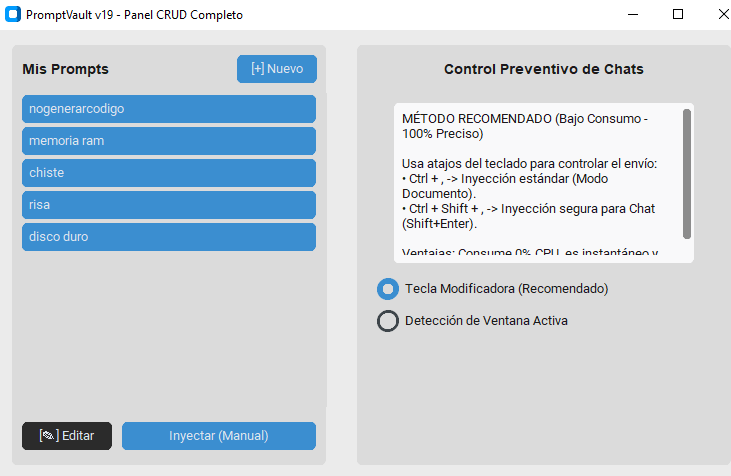 PromptVault v19 - Panel CRUD Completo
Mis Prompts
[+] Nuevo
nogenerarcodigo
memoria ram
chiste
risa
disco duro
[✎] Editar
Inyectar (Manual)
Control Preventivo de Chats
MÉTODO RECOMENDADO (Bajo Consumo -
100% Preciso)
Usa atajos del teclado para controlar el envío:
• Ctrl + , -> Inyección estándar (Modo
Documento).
• Ctrl + Shift + , -> Inyección segura para Chat
(Shift+Enter).
Ventajas: Consume 0% CPU, es instantáneo y
Tecla Modificadora (Recomendado)
Detección de Ventana Activa